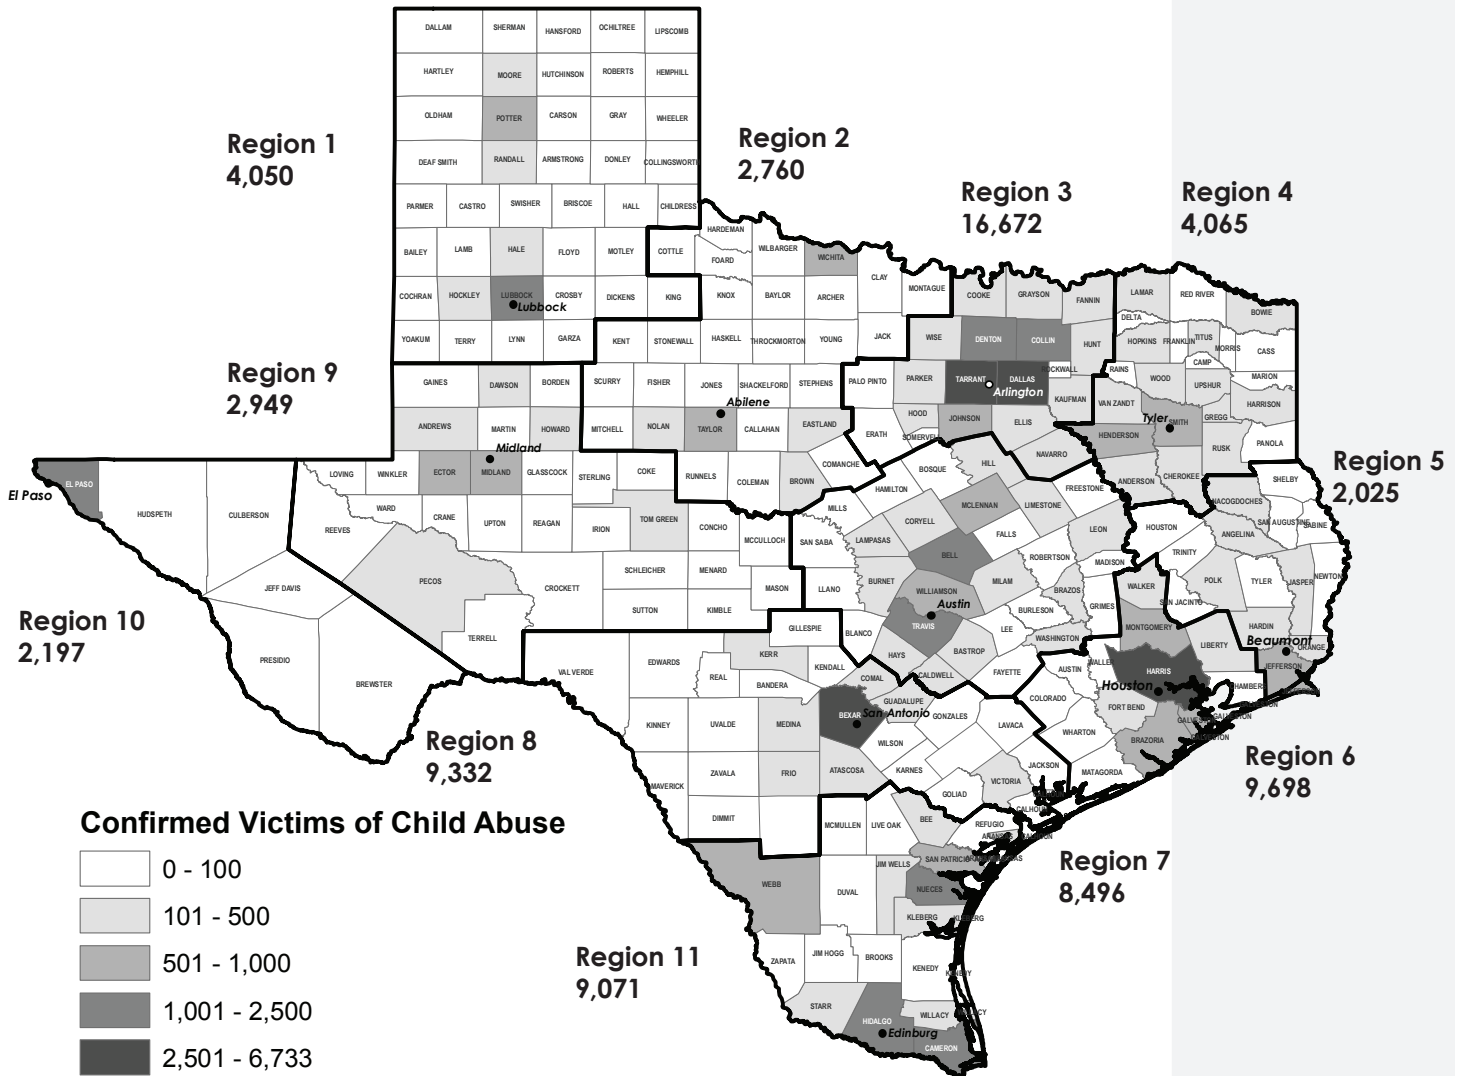 DALLAM SHERMAN HANSFORD OCHILTREE LIPSCOMB
HARTLEY MOORE HUTCHINSON ROBERTS HEMPHILL
OLDHAM POTTER CARSON GRAY WHEELER
Region 1
4,050
Region 2
2,760
DEAF SMITH RANDALL ARMSTRONG DONLEY COLLINGSWORTH
Region 3
16,672
Region 4
4,065
PARMER CASTRO SWISHER BRISCOE HALL CHILDRESS
HARDEMAN
BAILEY LAMB HALE FLOYD MOTLEY COTTLE FOARD WILBARGER WICHITA
CLAY
COCHRAN HOCKLEY LUBBOCK CROSBY DICKENS KING KNOX BAYLOR ARCHER MONTAGUE COOKE GRAYSON FANNIN LAMAR RED RIVER BOWIE
Lubbock
DELTA
YOAKUM TERRY LYNN GARZA KENT STONEWALL HASKELL THROCKMORTON YOUNG JACK WISE DENTON COLLIN HUNT HOPKINS FRANKLIN TITUS MORRIS CASS
CAMP
Region 9
2,949
GAINES DAWSON BORDEN SCURRY FISHER JONES SHACKELFORD STEPHENS PALO PINTO PARKER TARRANT DALLAS ROCKWALL RAINS WOOD UPSHUR MARION
Arlington
KAUFMAN VAN ZANDT HARRISON
Abilene
ANDREWS MARTIN HOWARD MITCHELL NOLAN TAYLOR CALLAHAN EASTLAND ERATH HOOD SOMERVELL JOHNSON ELLIS HENDERSON SMITH GREGG
Tyler
RUSK PANOLA
Midland
LOVING WINKLER ECTOR MIDLAND GLASSCOCK STERLING COKE RUNNELS COLEMAN BROWN COMANCHE BOSQUE HILL NAVARRO ANDERSON CHEROKEE SHELBY
Region 5
2,025
EL PASO
El Paso
HUDSPETH CULBERSON REEVES WARD CRANE UPTON REAGAN IRION TOM GREEN CONCHO MILLS HAMILTON MCLENNAN LIMESTONE FREESTONE NACOGDOCHES
SAN AUGUSTINE SABINE
MCCULLOCH SAN SABA LAMPASAS CORYELL FALLS LEON HOUSTON ANGELINA
BELL ROBERTSON MADISON TRINITY
JEFF DAVIS PECOS CROCKETT SCHLEICHER MENARD MASON LLANO BURNET WILLIAMSON MILAM BRAZOS WALKER POLK TYLER JASPER NEWTON
SUTTON KIMBLE
Austin
BURLESON GRIMES SAN JACINTO
Region 10
2,197
TERRELL GILLESPIE BLANCO TRAVIS LEE WASHINGTON MONTGOMERY HARDIN
Beaumont
ORANGE
PRESIDIO BREWSTER VAL VERDE EDWARDS KERR KENDALL HAYS BASTROP FAYETTE AUSTIN WALLER HARRIS LIBERTY JEFFERSON
REAL BANDERA COMAL CALDWELL
Houston
KINNEY UVALDE MEDINA BEXAR GUADALUPE GONZALES LAVACA COLORADO FORT BEND
San Antonio
WILSON WHARTON BRAZORIA
Region 8
9,332
Region 6
9,698
MAVERICK ZAVALA FRIO ATASCOSA KARNES VICTORIA JACKSON MATAGORDA
GOLIAD
DIMMIT MCMULLEN LIVE OAK BEE REFUGIO
Region 7
8,496
WEBB DUVAL JIM WELLS SAN PATRICIO
NUECES
KLEBERG
ZAPATA JIM HOGG BROOKS KENEDY
Region 11
9,071
STARR HIDALGO WILLACY
Edinburg
CAMERON
Confirmed Victims of Child Abuse
0 - 100
101 - 500
501 - 1,000
1,001 - 2,500
2,501 - 6,733